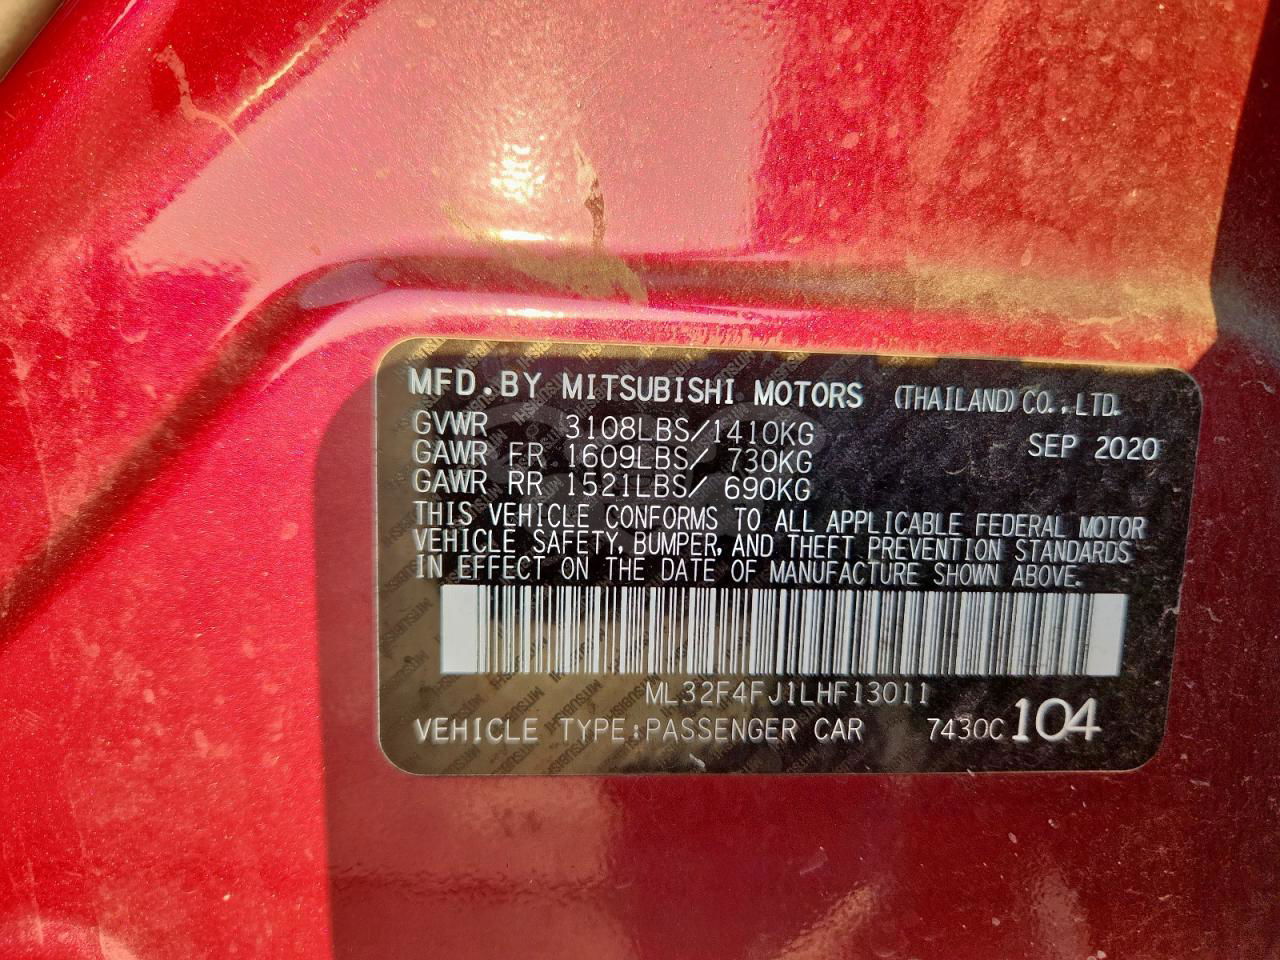 MFD.BY MITSUBISHI MOTORS (THAILAND)CO.,LTD.
GVWR 3108LBS/1410KG SEP 2020
GAWR FR 1609LBS/ 730KG
GAWR RR 1521LBS/ 690KG
THIS VEHICLE CONFORMS TO ALL APPLICABLE FEDERAL MOTOR
VEHICLE SAFETY, BUMPER, AND THEFT PREVENTION STANDARDS
IN EFFECT ON THE DATE OF MANUFACTURE SHOWN ABOVE.
ML32F4FJ1LHF13011
VEHICLE TYPE:PASSENGER CAR 7430C 104